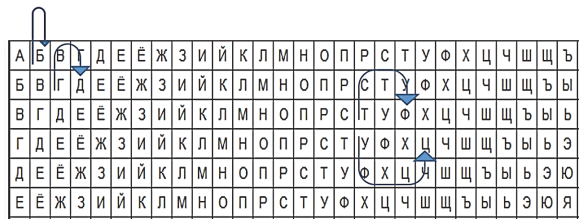 А Б В Г Д Е Ё Ж З И Й К Л М Н О П Р С Т У Ф Х Ц Ч Ш Щ Ъ
Б В Г Д Е Ё Ж З И Й К Л М Н О П Р С Т У Ф Х Ц Ч Ш Щ Ъ Ы
В Г Д Е Ё Ж З И Й К Л М Н О П Р С Т У Ф Х Ц Ч Ш Щ Ъ Ы Ь
Г Д Е Ё Ж З И Й К Л М Н О П Р С Т У Ф Х Ц Ч Ш Щ Ъ Ы Ь Э
Д Е Ё Ж З И Й К Л М Н О П Р С Т У Ф Х Ц Ч Ш Щ Ъ Ы Ь Э Ю
Е Ё Ж З И Й К Л М Н О П Р С Т У Ф Х Ц Ч Ш Щ Ъ Ы Ь Э Ю Я